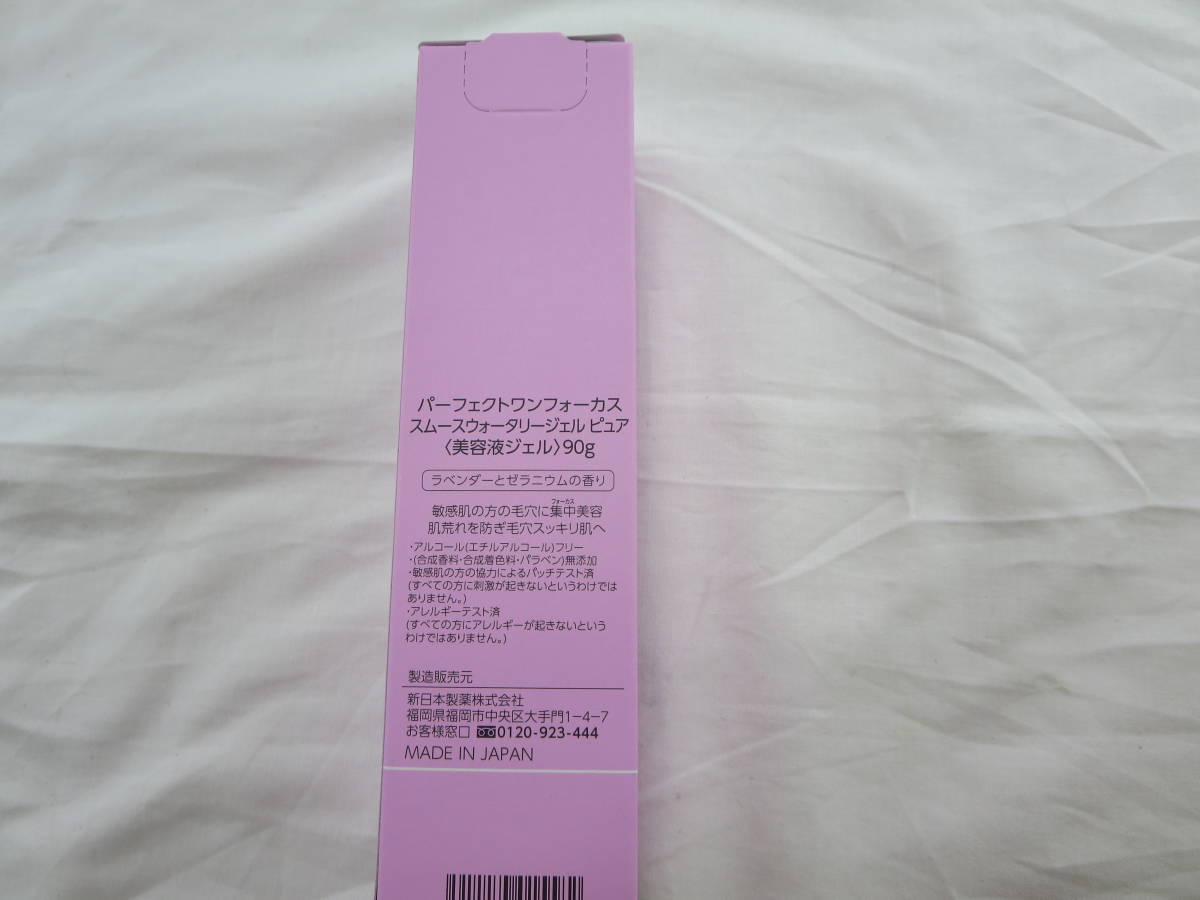 パーフェクトワンフォーカス
スムースウォータリージェル ピュア
〈美容液ジェル〉90g
ラベンダーとゼラニウムの香り
フォーカス
敏感肌の方の毛穴に集中美容
肌荒れを防ぎ毛穴スッキリ肌へ
・アルコール(エチルアルコール)フリー
・(合成香料・合成着色料・パラベン)無添加
・敏感肌の方の協力によるパッチテスト済
(すべての方に刺激が起きないというわけでは
ありません。)
・アレルギーテスト済
(すべての方にアレルギーが起きないという
わけではありません。)
製造販売元
新日本製薬株式会社
福岡県福岡市中央区大手門1-4-7
お客様窓口 0120-923-444
MADE IN JAPAN